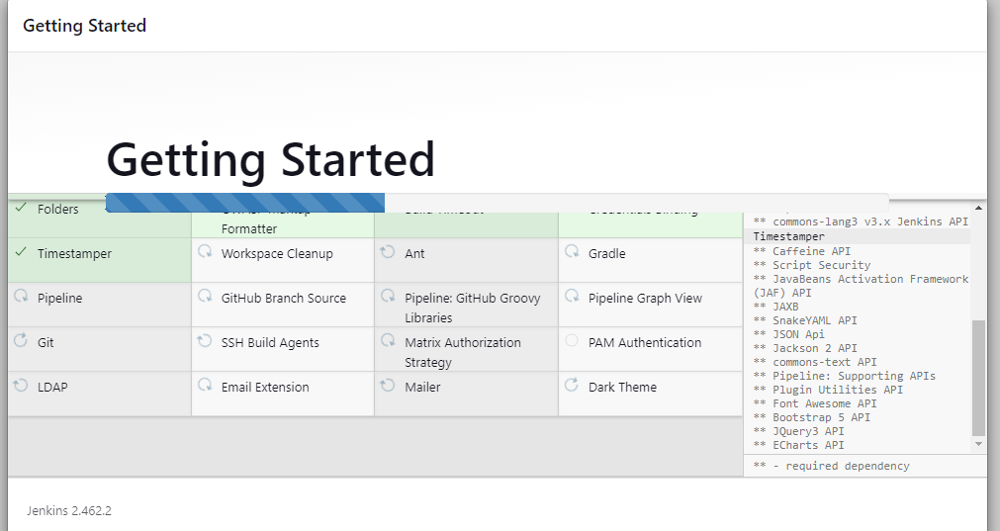 Getting Started
Getting Started
Folders
Formatter
Timestamper
Workspace Cleanup
Ant
Gradle
Pipeline
GitHub Branch Source
Pipeline: GitHub Groovy
Libraries
Pipeline Graph View
Git
SSH Build Agents
Matrix Authorization
Strategy
PAM Authentication
LDAP
Email Extension
Mailer
Dark Theme
** commons-lang3 v3.x Jenkins API
Timestamper
** Caffeine API
** Script Security
** JavaBeans Activation Framework
(JAF) API
** JAXB
** SnakeYAML API
** JSON Api
** Jackson 2 API
** commons-text API
** Pipeline: Supporting APIs
** Plugin Utilities API
** Font Awesome API
** Bootstrap 5 API
** JQuery3 API
** ECharts API
** - required dependency
Jenkins 2.462.2